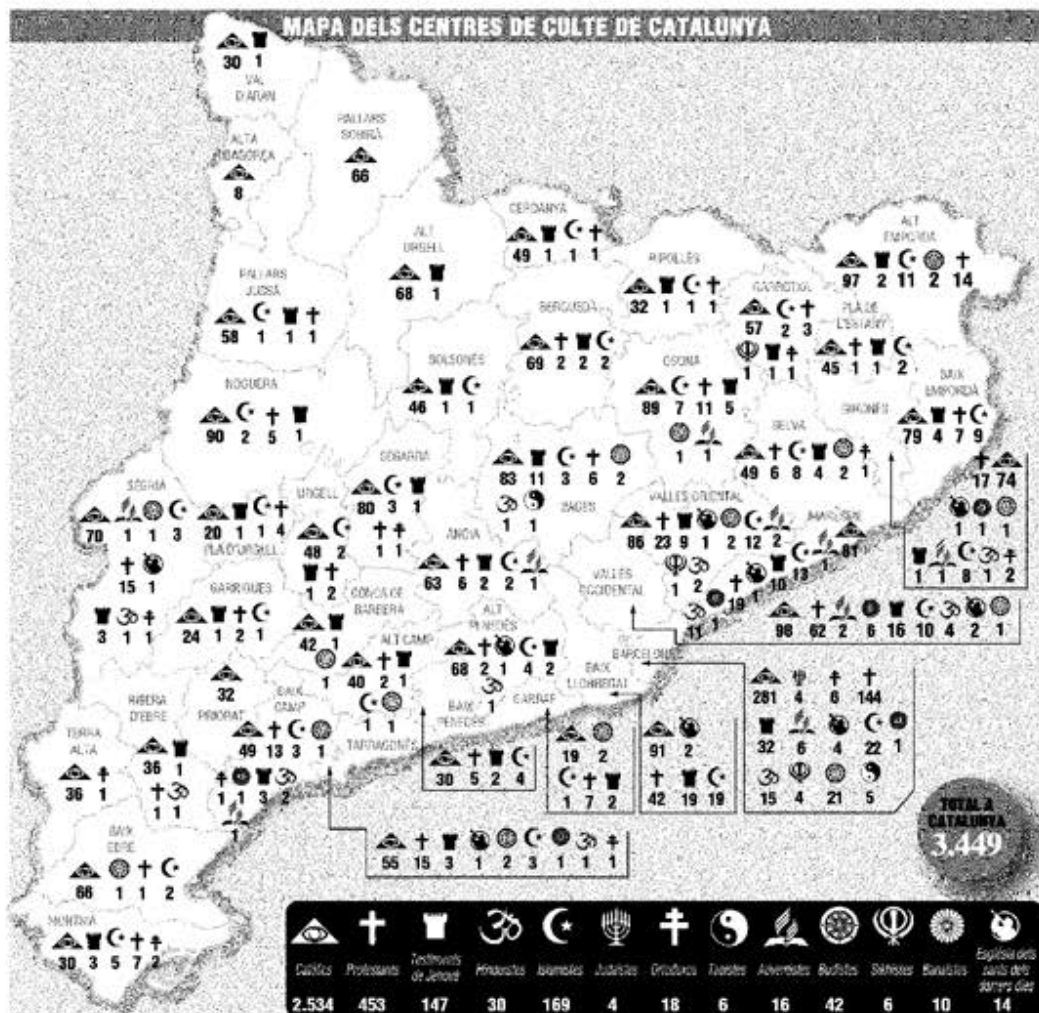 MAPA DELS CENTRES DE CULTE DE CATALUNYA
30 1
VAL D'ARAN
PALLARS SOBIRÀ
66
ALTA
8
CERDANYA
49 1 1 1
ALT URGELL
68 1
RIPOLLÈS
32 1 1 1
ALT EMPORDÀ
97 2 11 2 14
GARROTXA
57 2 3
1 1 1
PLA DE L'ESTANY
45 1 1 2
PALLARS JUSSÀ
58 1 1 1
BERGUEDÀ
69 2 2 2
SOLSONÈS
46 1 1
OSONA
89 7 11 5
1 1
BAIX EMPORDÀ
79 4 7 9
GIRONÈS
17 74
1 1 1
1 1 8 1 2
NOGUERA
90 2 5 1
SELVA
49 6 8 4 2 1
SEGARRA
80 3 1
1 1
83 11 3 6 2
1 1
BAGES
SEGRIÀ
70 1 1 3
15 1
3 1 1
20 1 1 4
PLA D'URGELL
URGELL
48 2
1 2
ANOIA
63 6 2 2 1
VALLÈS ORIENTAL
86 23 9 1 2 12 2
1 2
MARESME
81
1
13
10
1
19
1
11
VALLÈS OCCIDENTAL
98 62 2 6 16 10 4 2 1
GARRIGUES
24 1 2 1
CONCA DE BARBERÀ
42 1
1
ALT CAMP
40 2 1
1 1
ALT PENEDÈS
68 2 1 4 2
1
BARCELONÈS
281 4 6 144
32 6 4 22 1
15 4 21 5
BAIX LLOBREGAT
91 2
42 19 19
GARRAF
19 2
1 7 2
BAIX PENEDÈS
30 5 2 4
32
PRIORAT
RIBERA D'EBRE
36 1
1 1
BAIX CAMP
49 13 3 1
1 1 3 2
1
TARRAGONÈS
55 15 3 1 2 3 1 1 1
TERRA ALTA
36 1
BAIX EBRE
66 1 1 2
MONTSIÀ
30 3 5 7 2
TOTAL A CATALUNYA
3.449
Catòlics Protestants Testimonis de Jehovà Hinduistes Islamistes Judaistes Ortodoxos Taoistes Adventistes Budistes Sikhistes Baha'istes Església dels sants dels darrers dies
2.534 453 147 30 169 4 18 6 16 42 6 10 14